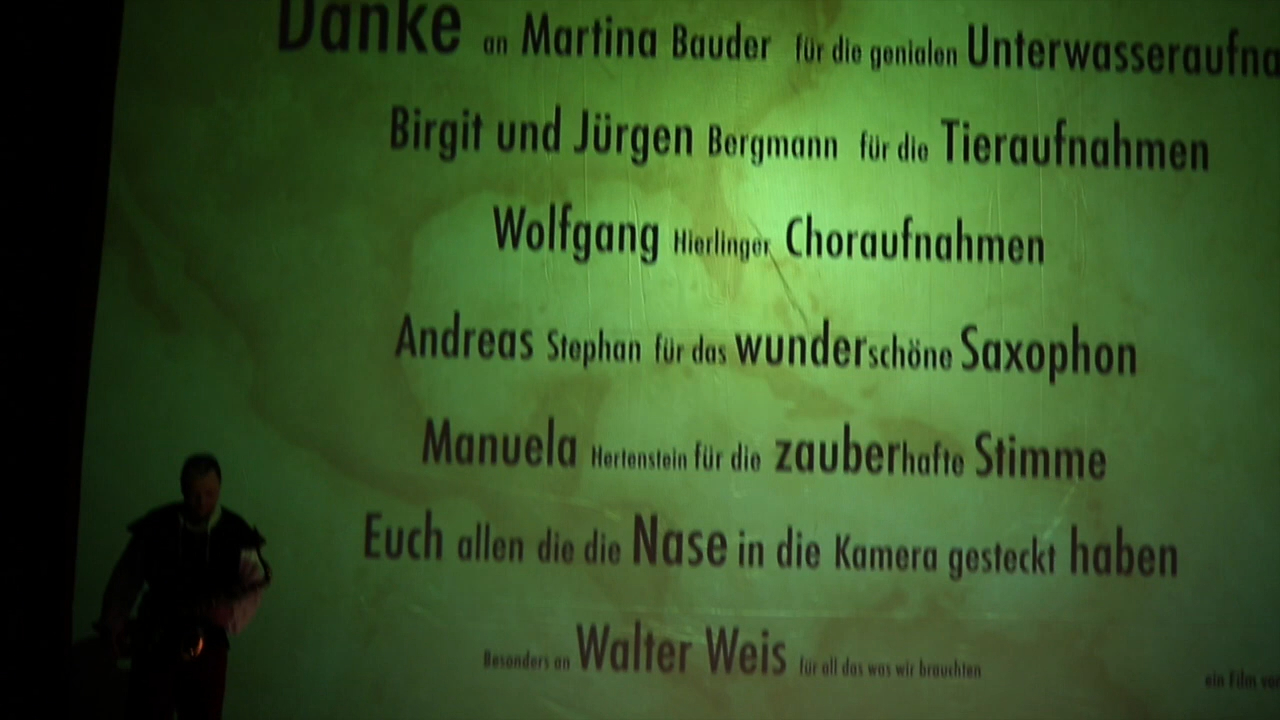 Danke an Martina Bauder für die genialen
Birgit und Jürgen Bergmann für die Tieraufnahmen
Wolfgang Hierlinger Choraufnahmen
Andreas Stephan für das wunderschöne Saxophon
Manuela Hertenstein für die zauberhafte Stimme
Euch allen die die Nase in die Kamera gesteckt haben
Besonders an Walter Weis für all das was wir brauchten
ein Film